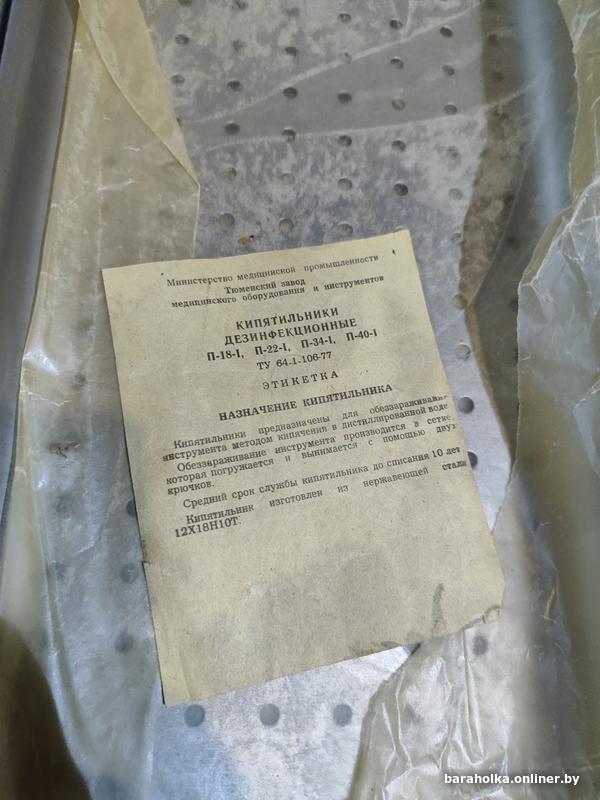 Министерство медицинской промышленности
Тюменский завод
медицинского оборудования и инструментов
КИПЯТИЛЬНИКИ
ДЕЗИНФЕКЦИОННЫЕ
П-18-1, П-22-1, П-34-1, П-40-1
ТУ 64-1-106-77
ЭТИКЕТКА
НАЗНАЧЕНИЕ КИПЯТИЛЬНИКА
Кипятильники предназначены для обеззараживания
инструмента методом кипячения в дистиллированной воде.
Обеззараживание инструмента производится в сетке,
которая погружается и вынимается с помощью двух
крючков.
Средний срок службы кипятильника до списания 10 лет.
Кипятильник изготовлен из нержавеющей стали
12Х18Н10Т.
baraholka.onliner.by